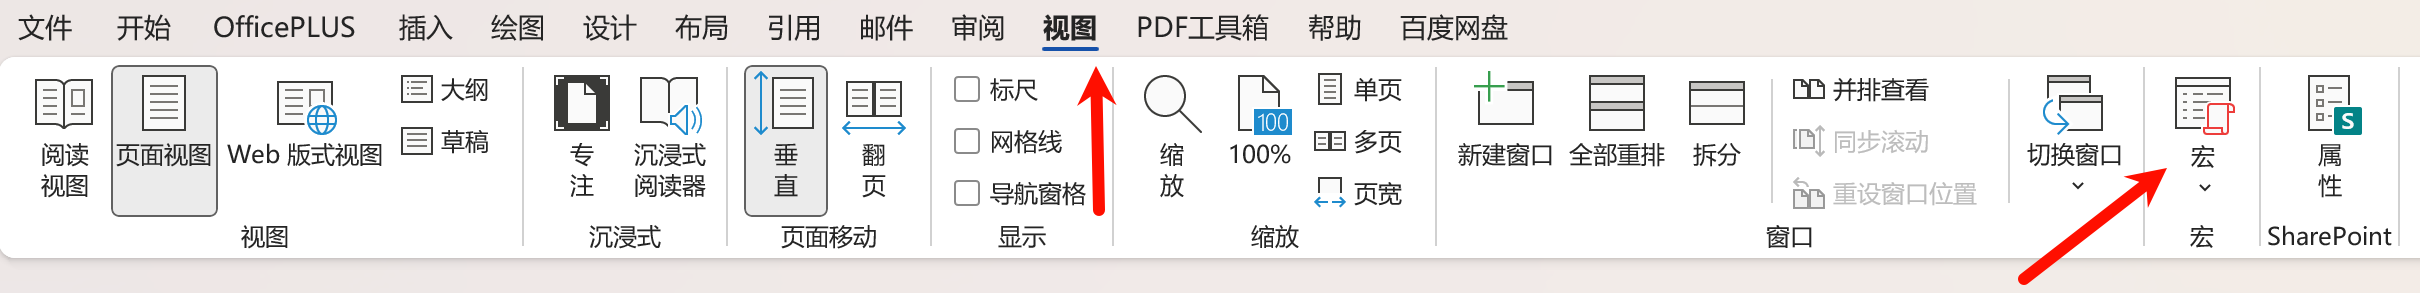 文件 开始 OfficePLUS 插入 绘图 设计 布局 引用 邮件 审阅 视图 PDF工具箱 帮助 百度网盘
阅读
视图
页面视图
Web 版式视图
大纲
草稿
视图
专
注
沉浸式
阅读器
沉浸式
垂
直
翻
页
页面移动
标尺
网格线
导航窗格
显示
缩
放
100
100%
单页
多页
页宽
缩放
新建窗口
全部重排
拆分
并排查看
同步滚动
重设窗口位置
切换窗口
窗口
宏
宏
S
属
性
SharePoint